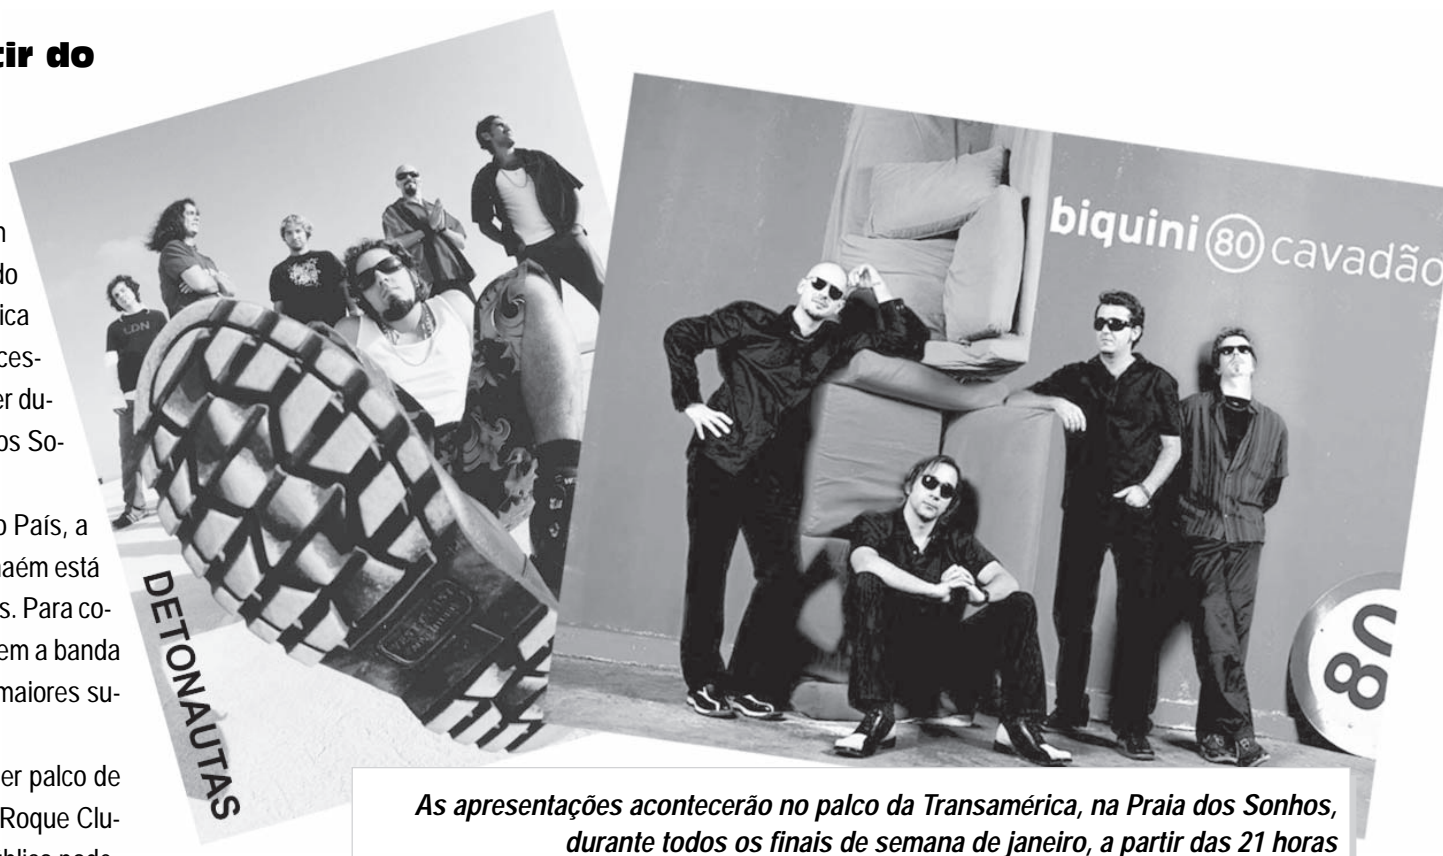 tir do
do
ica
ces-
er du-
os So-
o País, a
aém está
s. Para co-
em a banda
maiores su-
er palco de
Roque Clu-
LDN
DETONAUTAS
biquini 80 cavadão
80
As apresentações acontecerão no palco da Transamérica, na Praia dos Sonhos,
durante todos os finais de semana de janeiro, a partir das 21 horas